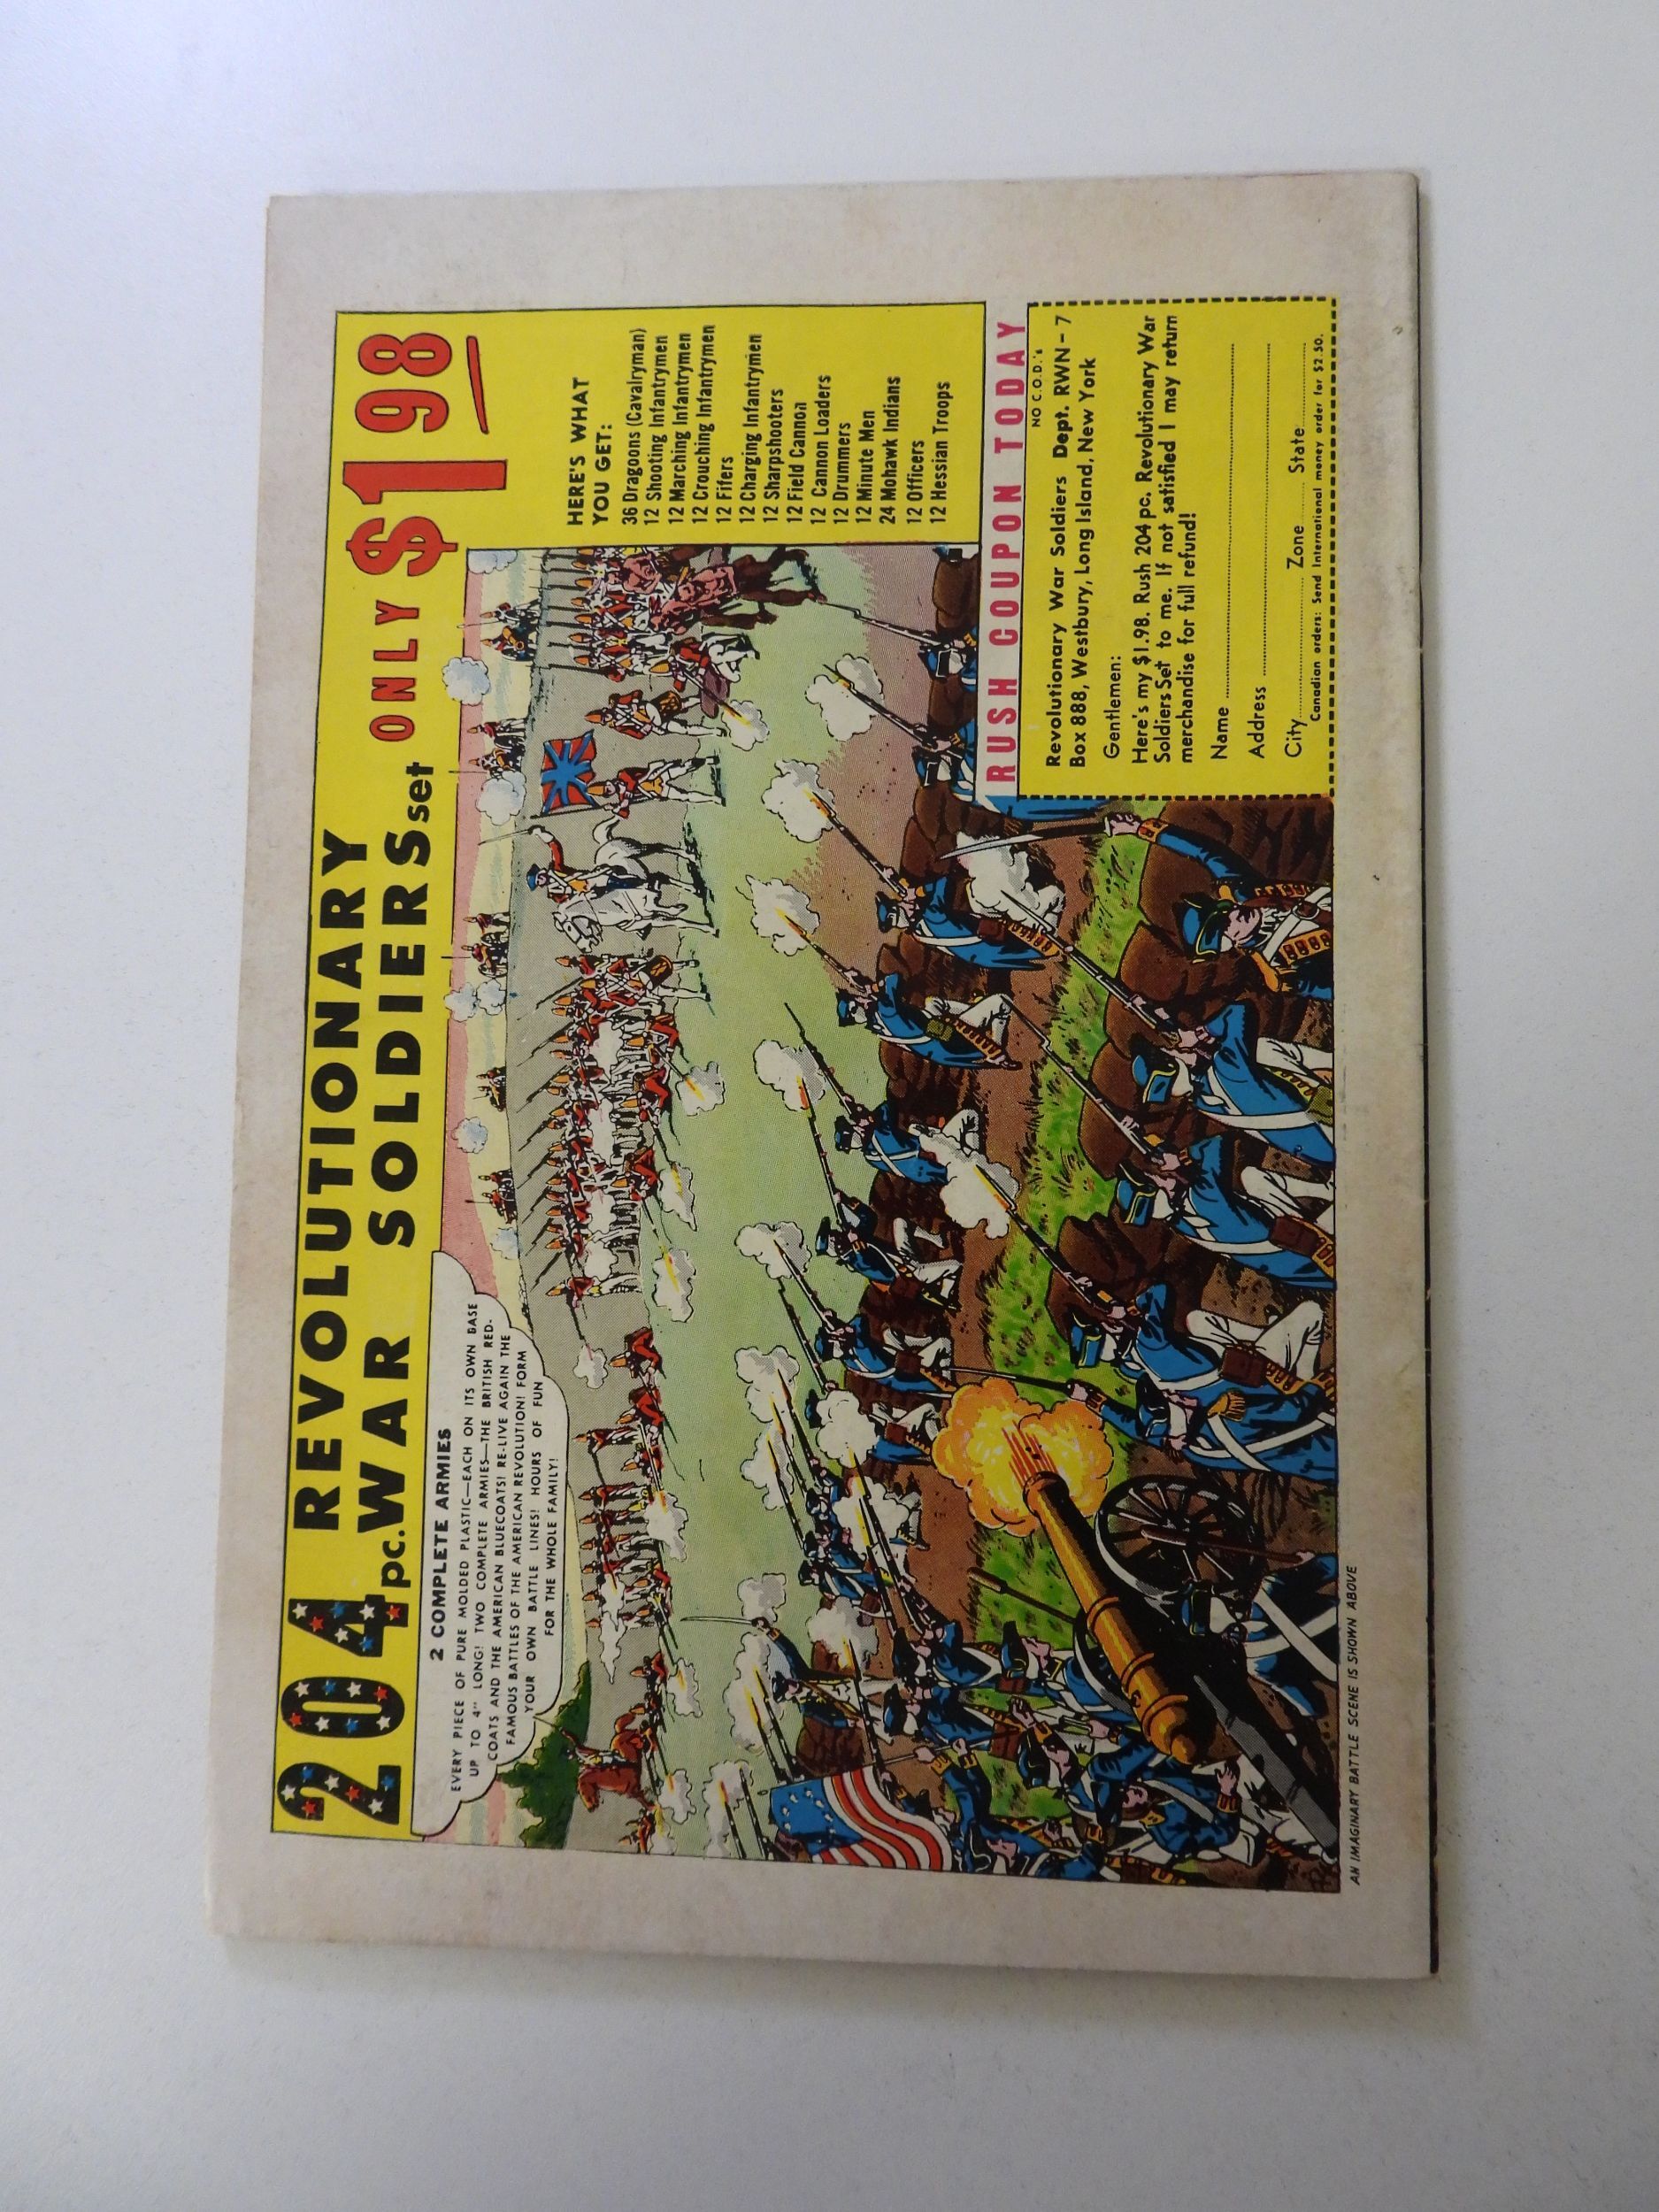 204 REVOLUTIONARY
pc. WAR SOLDIERS set ONLY $198
2 COMPLETE ARMIES
EVERY PIECE OF PURE MOLDED PLASTIC—EACH ON ITS OWN BASE
UP TO 4" LONG! TWO COMPLETE ARMIES—THE BRITISH RED-
COATS AND THE AMERICAN BLUECOATS! RE-LIVE AGAIN THE
FAMOUS BATTLES OF THE AMERICAN REVOLUTION! FORM
YOUR OWN BATTLE LINES! HOURS OF FUN
FOR THE WHOLE FAMILY!
HERE'S WHAT
YOU GET:
36 Dragoons (Cavalryman)
12 Shooting Infantrymen
12 Marching Infantrymen
12 Crouching Infantrymen
12 Fifers
12 Charging Infantrymen
12 Sharpshooters
12 Field Cannon
12 Cannon Loaders
12 Drummers
12 Minute Men
24 Mohawk Indians
12 Officers
12 Hessian Troops
RUSH COUPON TODAY
NO C.O.D.'s
Revolutionary War Soldiers Dept. RWN-7
Box 888, Westbury, Long Island, New York
Gentlemen:
Here's my $1.98. Rush 204 pc. Revolutionary War
Soldiers Set to me. If not satisfied I may return
merchandise for full refund!
Name
Address
City Zone State
Canadian orders: Send International money order for $2.50.
AN IMAGINARY BATTLE SCENE IS SHOWN ABOVE